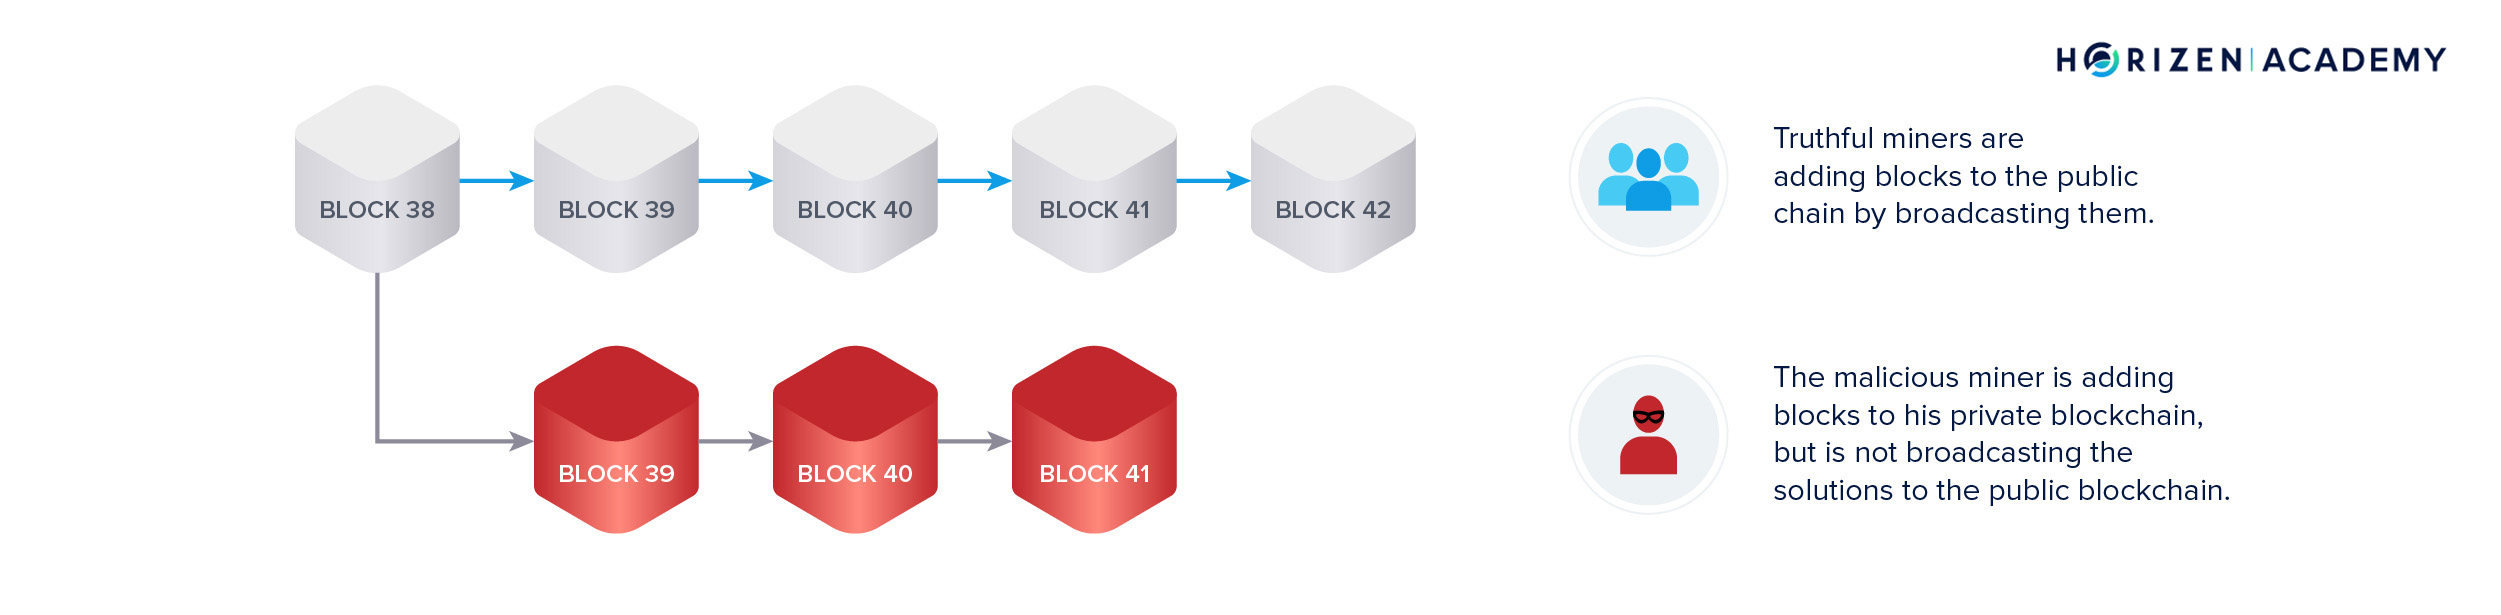 HORIZEN | ACADEMY
BLOCK 38
BLOCK 39
BLOCK 40
BLOCK 41
BLOCK 42
Truthful miners are
adding blocks to the public
chain by broadcasting them.
BLOCK 39
BLOCK 40
BLOCK 41
The malicious miner is adding
blocks to his private blockchain,
but is not broadcasting the
solutions to the public blockchain.